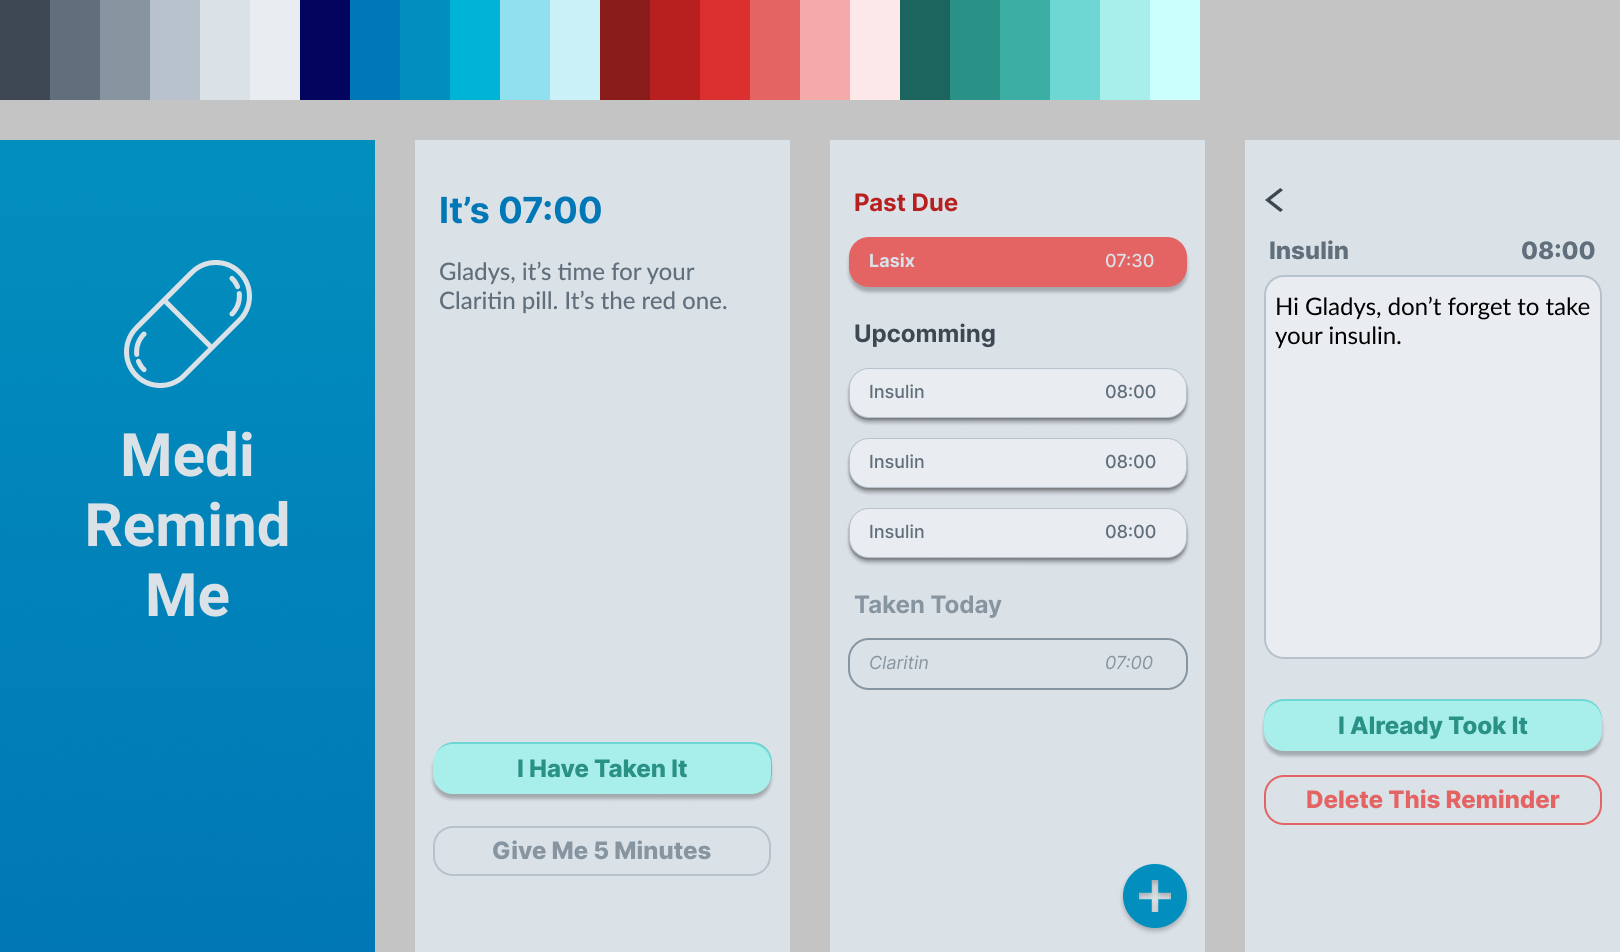 Medi
Remind
Me
It's 07:00
Gladys, it's time for your
Claritin pill. It's the red one.
I Have Taken It
Give Me 5 Minutes
Past Due
Lasix 07:30
Upcomming
Insulin 08:00
Insulin 08:00
Insulin 08:00
Taken Today
Claritin 07:00
Insulin 08:00
Hi Gladys, don't forget to take
your insulin.
I Already Took It
Delete This Reminder